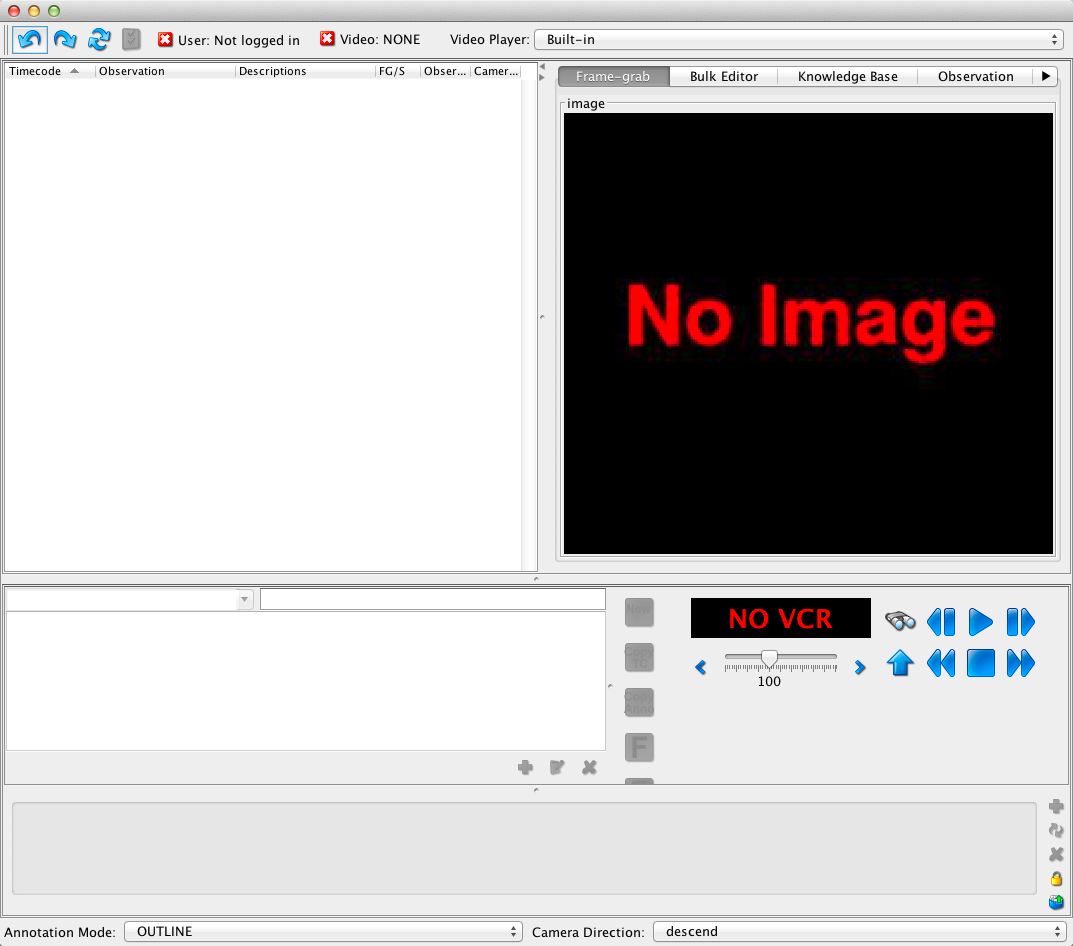 User: Not logged in Video: NONE Video Player: Built-in
Timecode Observation Descriptions FG/S Obser... Camer...
Frame-grab Bulk Editor Knowledge Base Observation
image
No Image
New
Copy
TC
Copy
Anno
F
NO VCR
100
Annotation Mode: OUTLINE Camera Direction: descend